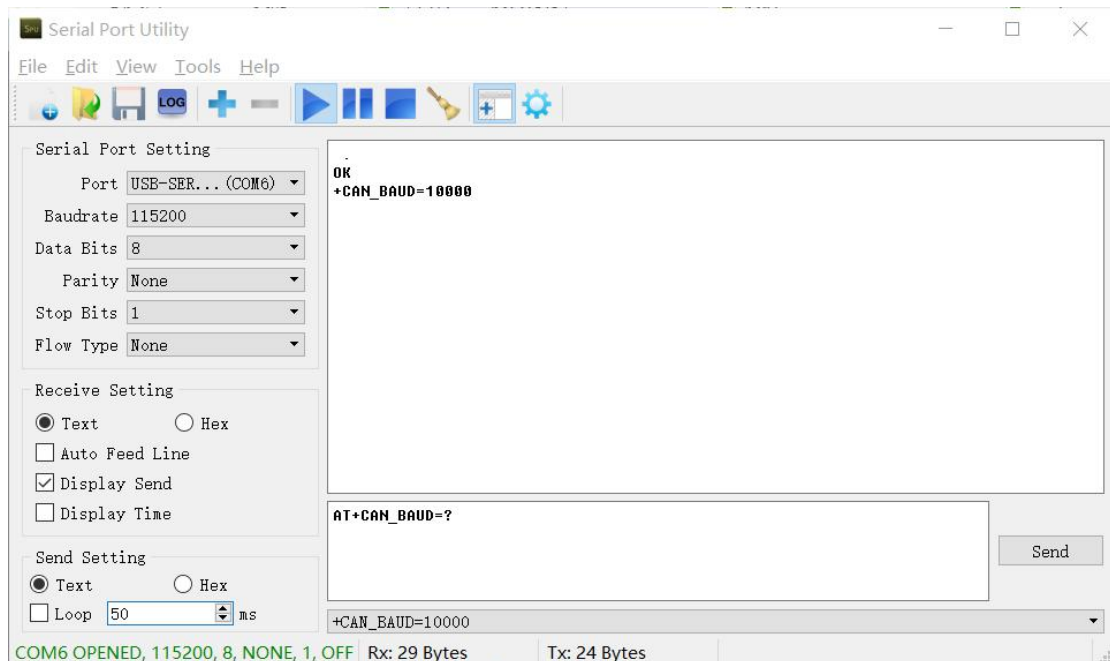 Serial Port Utility
File Edit View Tools Help
LOG
Serial Port Setting
Port USB-SER...(COM6)
Baudrate 115200
Data Bits 8
Parity None
Stop Bits 1
Flow Type None
Receive Setting
Text Hex
Auto Feed Line
Display Send
Display Time
Send Setting
Text Hex
Loop 50 ms
.
OK
+CAN_BAUD=10000
AT+CAN_BAUD=?
Send
+CAN_BAUD=10000
COM6 OPENED, 115200, 8, NONE, 1, OFF Rx: 29 Bytes Tx: 24 Bytes